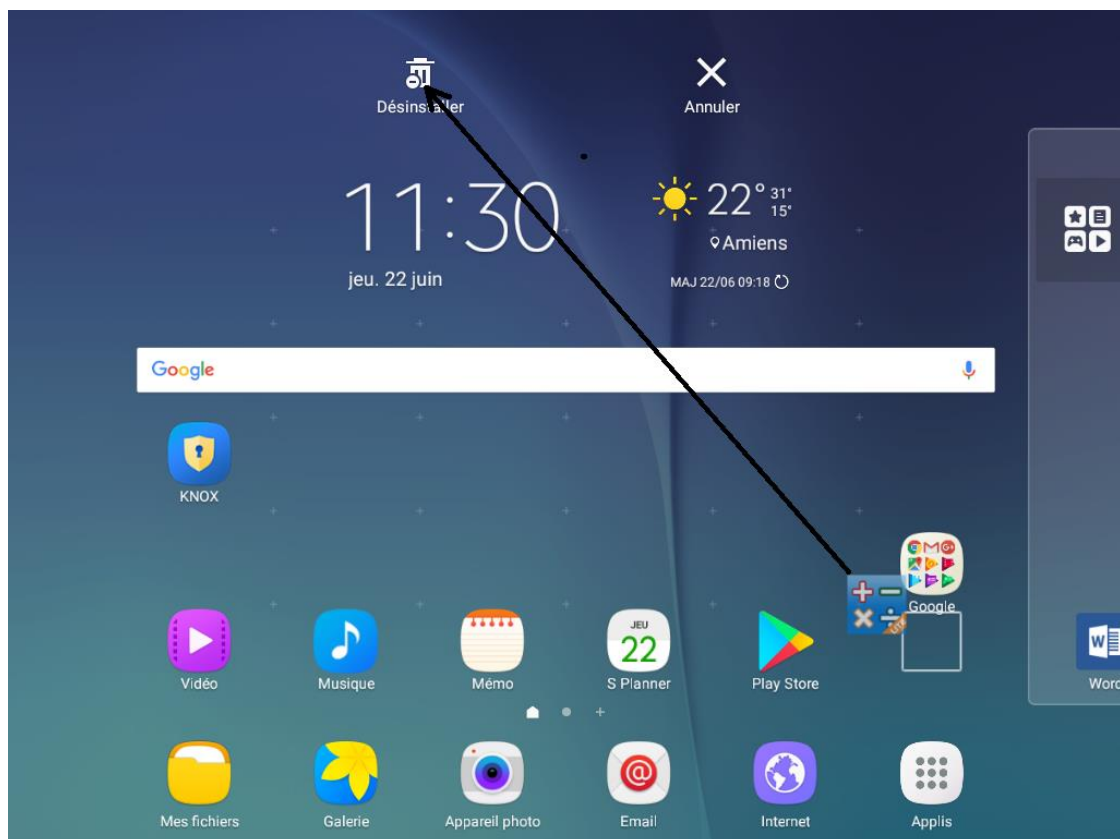 Désinstaller
Annuler
11:30
22° 31°
15°
Amiens
jeu. 22 juin
MAJ 22/06 09:18
Google
KNOX
Google
JEU
22
LITE
Vidéo
Musique
Mémo
S Planner
Play Store
Word
Mes fichiers
Galerie
Appareil photo
Email
Internet
Applis